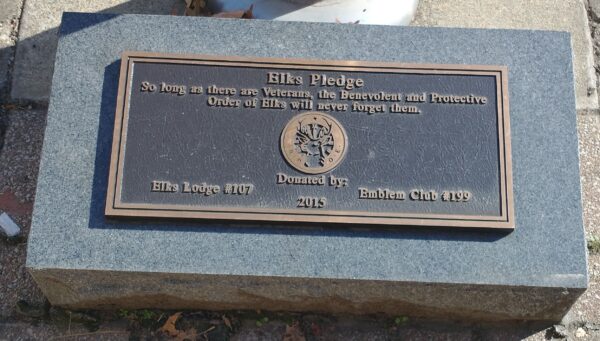 Elks Pledge
So long as there are Veterans, the Benevolent and Protective
Order of Elks will never forget them.
Donated by:
Elks Lodge #107
Emblem Club #199
2015